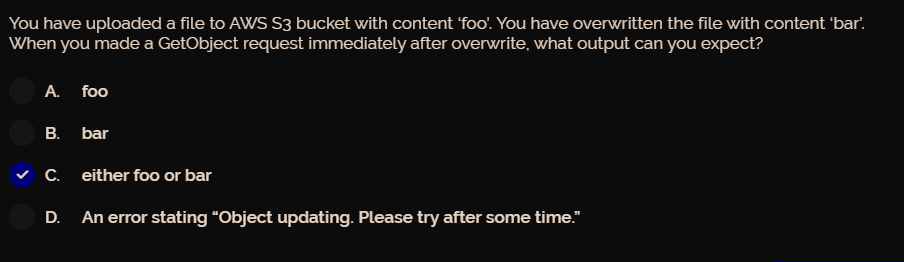 You have uploaded a file to AWS S3 bucket with content ‘foo’. You have overwritten the file with content ‘bar’.
When you made a GetObject request immediately after overwrite, what output can you expect?
A. foo
B. bar
C. either foo or bar
D. An error stating “Object updating. Please try after some time.”